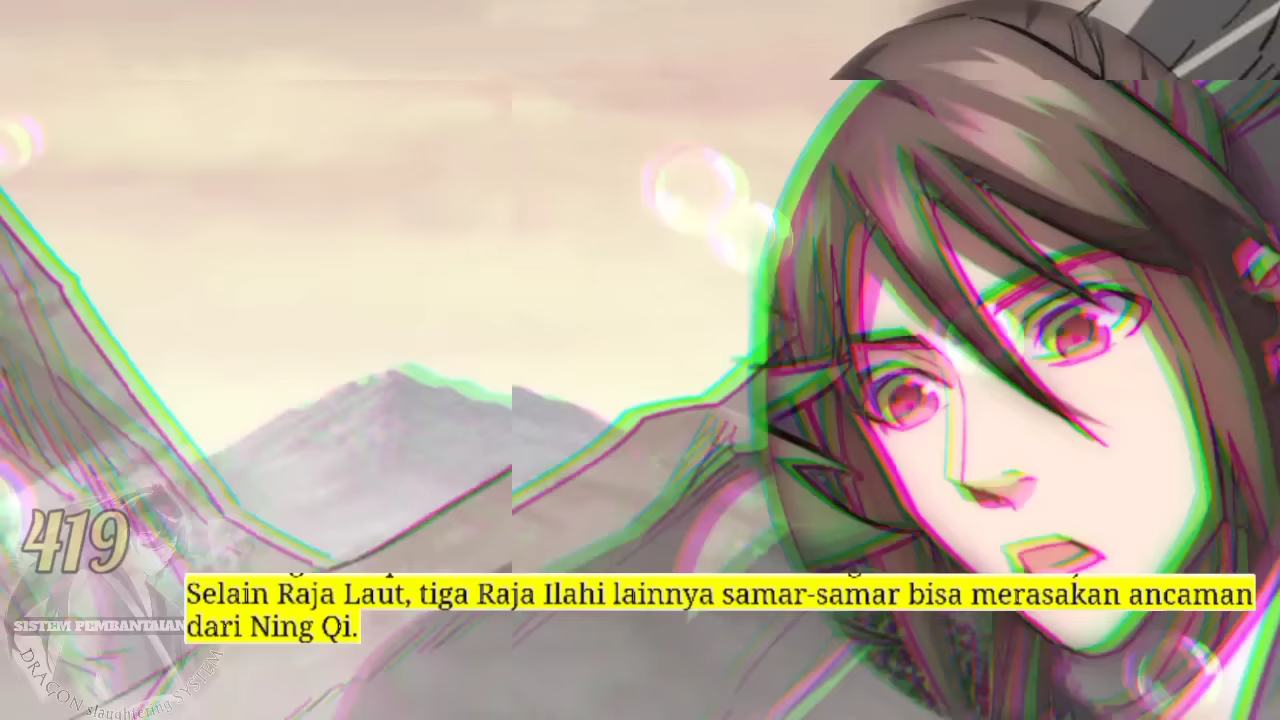 419
Selain Raja Laut, tiga Raja Ilahi lainnya samar-samar bisa merasakan ancaman
dari Ning Qi.
SISTEM PEMBANTAIAN
DRAGON slaughtering SYSTEM